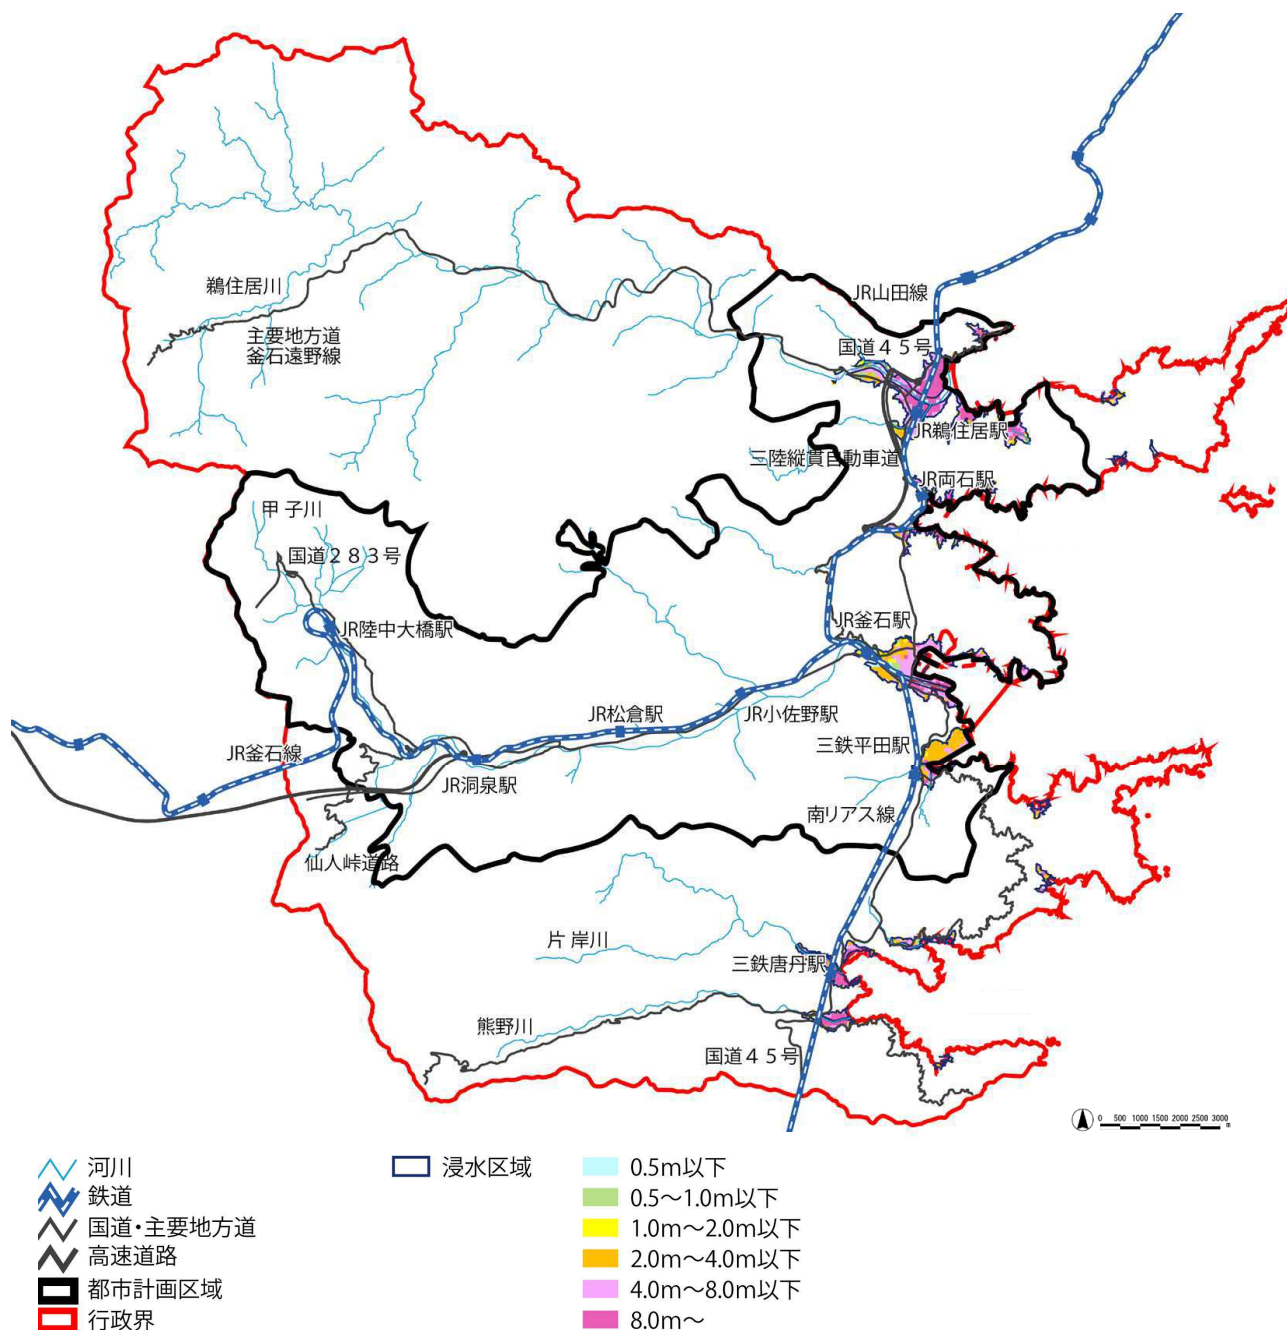 JR山田線
鵜住居川
主要地方道
釜石遠野線
国道45号
JR鵜住居駅
三陸縦貫自動車道
JR両石駅
甲子川
国道283号
JR釜石駅
JR陸中大橋駅
JR松倉駅
JR小佐野駅
三鉄平田駅
JR釜石線
JR洞泉駅
南リアス線
仙人峠道路
片岸川
三鉄唐丹駅
熊野川
国道45号
0 500 1000 1500 2000 2500 3000
m
河川
鉄道
国道・主要地方道
高速道路
都市計画区域
行政界
浸水区域
0.5m以下
0.5～1.0m以下
1.0m～2.0m以下
2.0m～4.0m以下
4.0m～8.0m以下
8.0m～